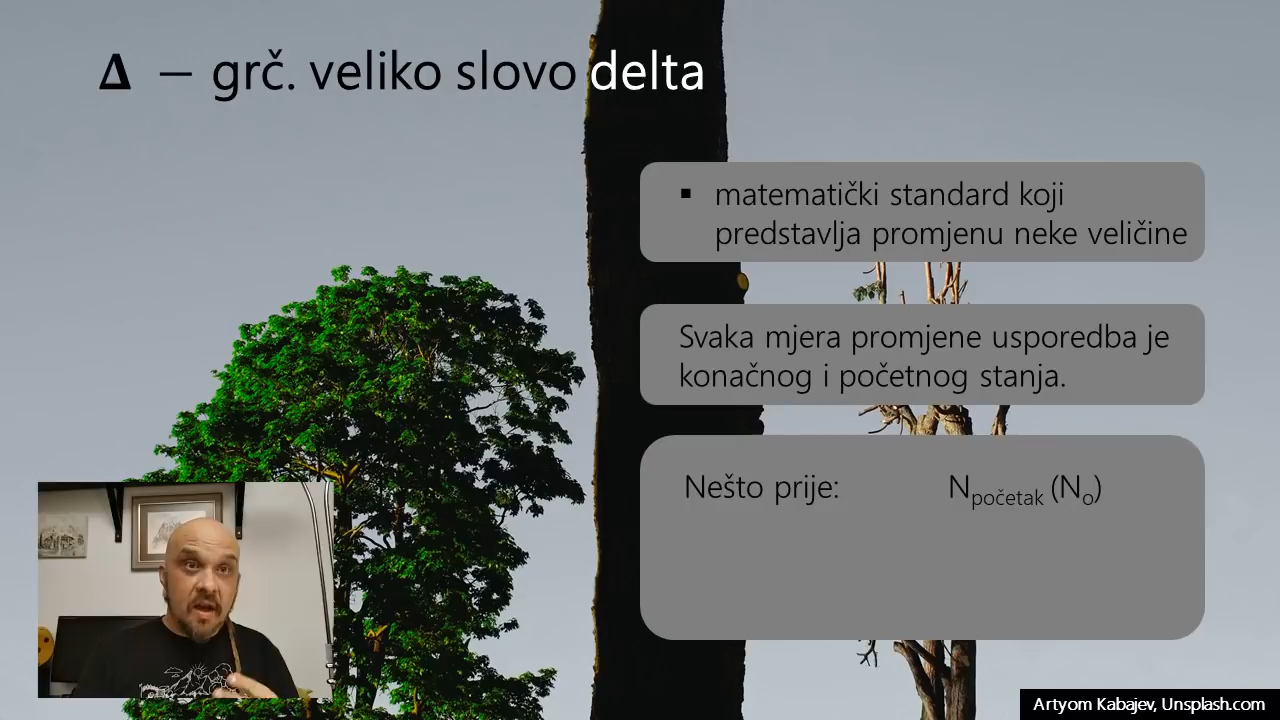 Δ – grč. veliko slovo delta
▪ matematički standard koji
predstavlja promjenu neke veličine
Svaka mjera promjene usporedba je
konačnog i početnog stanja.
Nešto prije: Npočetak (No)
Artyom Kabajev, Unsplash.com